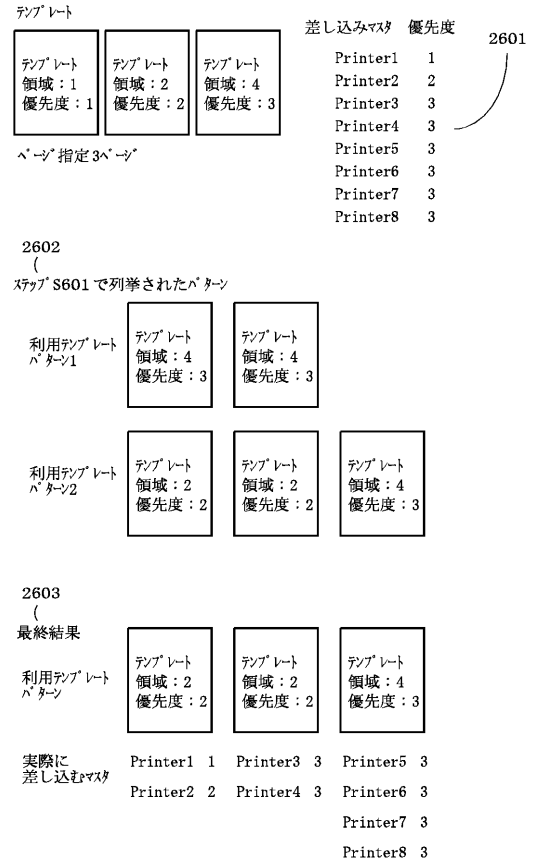 テンプレート
テンプレート
領域：1
優先度：1
テンプレート
領域：2
優先度：2
テンプレート
領域：4
優先度：3
ページ指定3ページ
差し込みマスタ 優先度
2601
Printer1 1
Printer2 2
Printer3 3
Printer4 3
Printer5 3
Printer6 3
Printer7 3
Printer8 3
2602
ステップS601で列挙されたパターン
利用テンプレート
パターン1
テンプレート
領域：4
優先度：3
テンプレート
領域：4
優先度：3
利用テンプレート
パターン2
テンプレート
領域：2
優先度：2
テンプレート
領域：2
優先度：2
テンプレート
領域：4
優先度：3
2603
最終結果
利用テンプレート
パターン
テンプレート
領域：2
優先度：2
テンプレート
領域：2
優先度：2
テンプレート
領域：4
優先度：3
実際に
差し込むマスタ
Printer1 1 Printer3 3 Printer5 3
Printer2 2 Printer4 3 Printer6 3
Printer7 3
Printer8 3